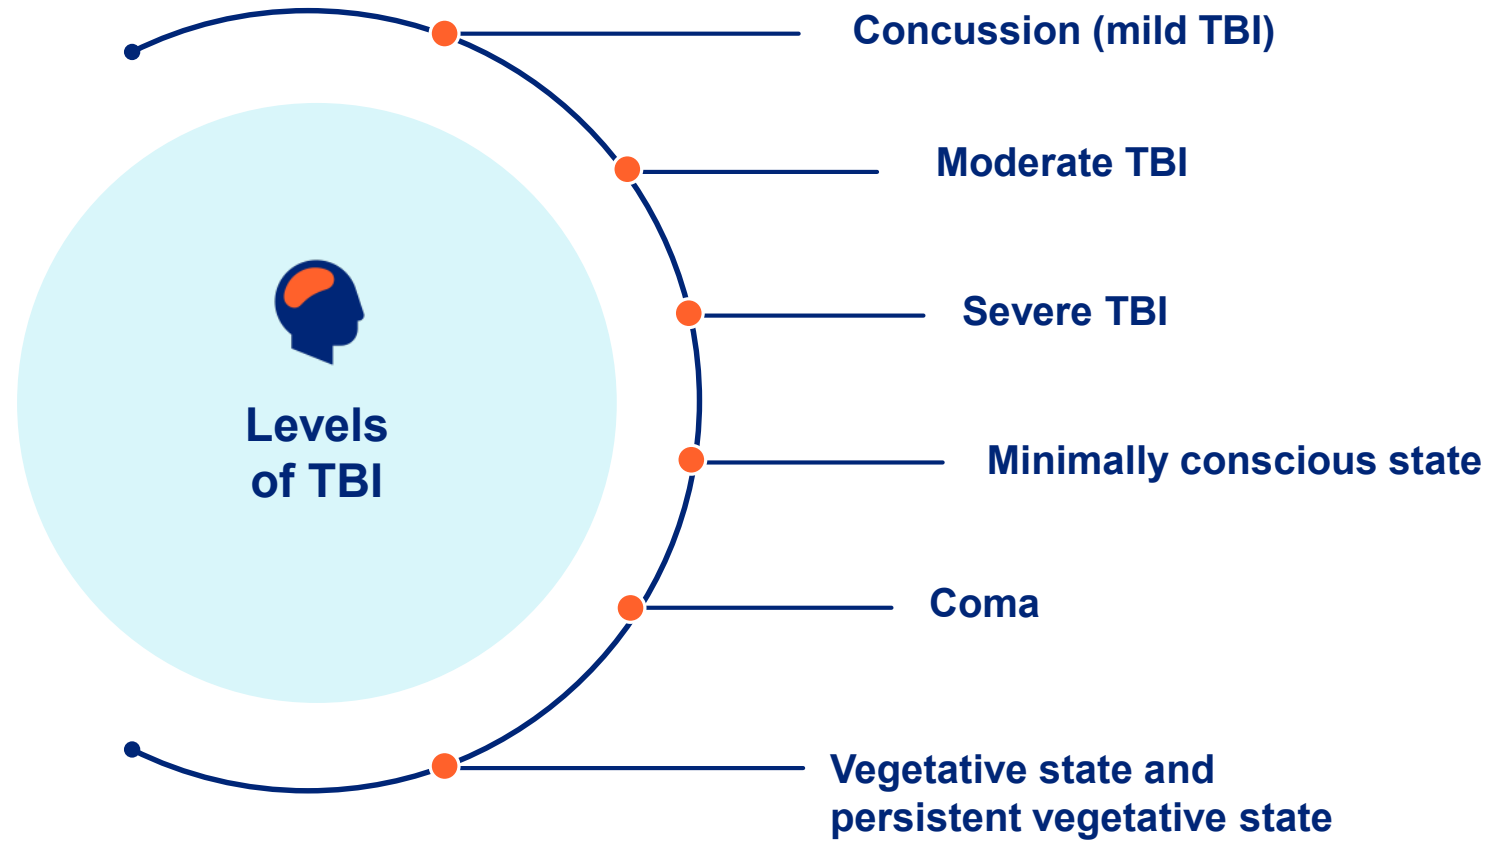 Concussion (mild TBI)
Moderate TBI
Severe TBI
Levels
of TBI
Minimally conscious state
Coma
Vegetative state and
persistent vegetative state